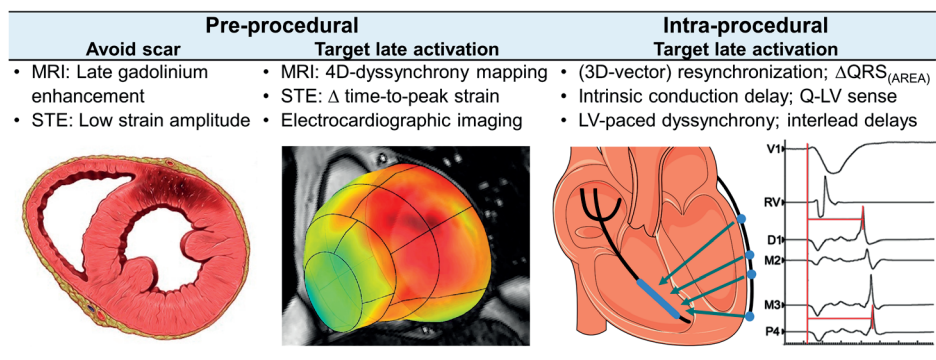 Pre-procedural
Intra-procedural
Avoid scar
Target late activation
Target late activation
• MRI: Late gadolinium
enhancement
• STE: Low strain amplitude
• MRI: 4D-dyssynchrony mapping
• STE: Δ time-to-peak strain
• Electrocardiographic imaging
• (3D-vector) resynchronization; ΔQRS(AREA)
• Intrinsic conduction delay; Q-LV sense
• LV-paced dyssynchrony; interlead delays
V1
RV
D1
M2
M3
P4